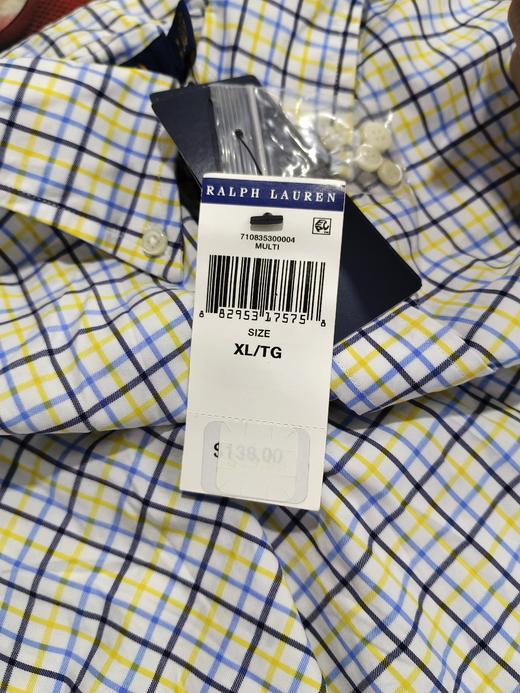 RALPH LAUREN
710835300004
MULTI
8 82953 17575 8
SIZE
XL/TG
$138.00